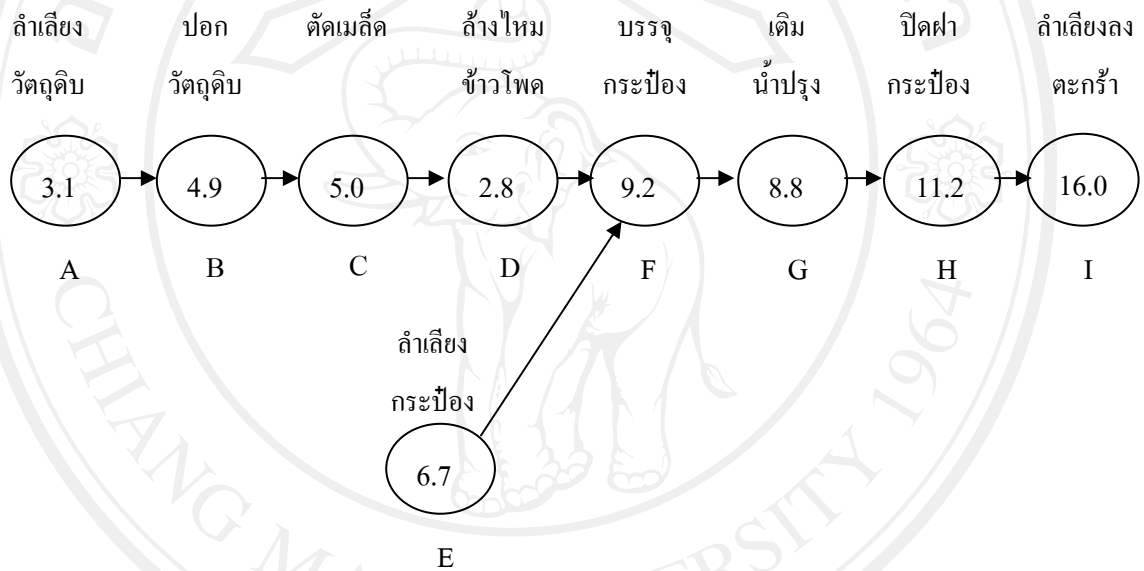 ลำเลียง ปอก ตัดเมล็ด ล้างไหม บรรจุ เติม ปิดฝา ลำเลียงลง
วัตถุดิบ วัตถุดิบ ข้าวโพด กระป๋อง น้ำปรุง กระป๋อง ตะกร้า
3.1 4.9 5.0 2.8 9.2 8.8 11.2 16.0
A B C D F G H I
ลำเลียง
กระป๋อง
6.7
E
CHIANG MAI UNIVERSITY 1964